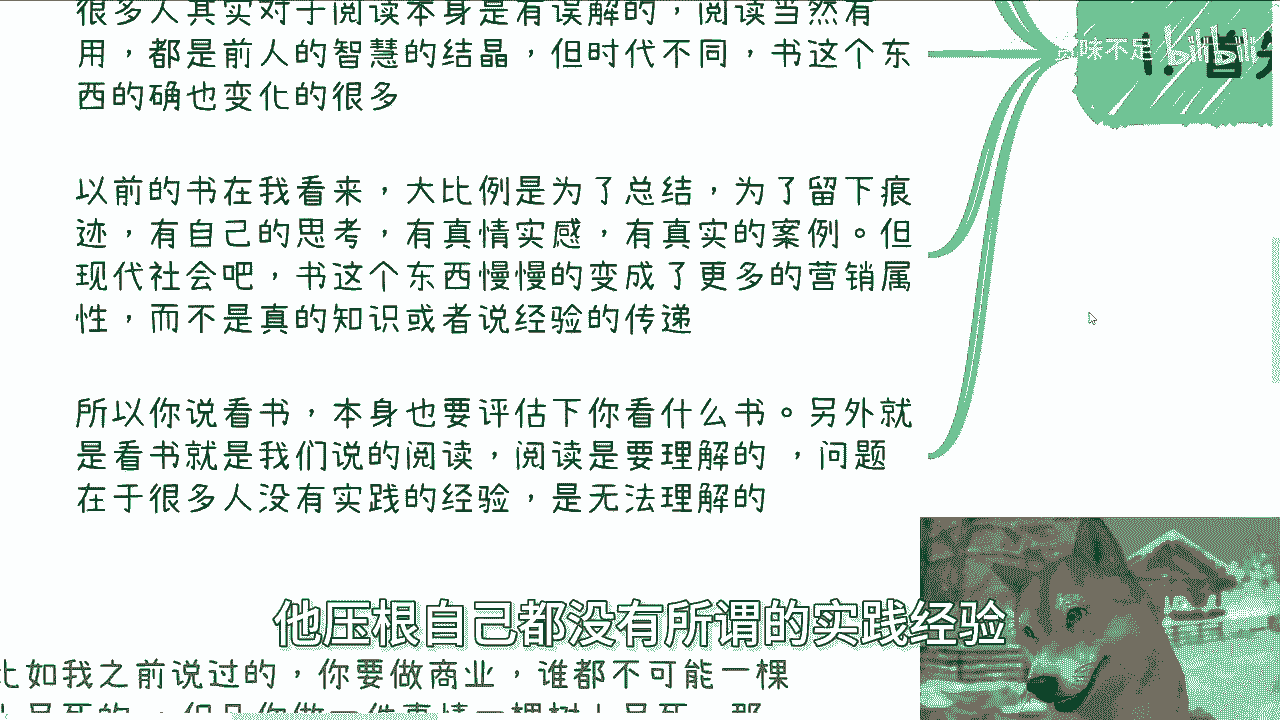 很多人其实对于阅读本身是有误解的，阅读当然有
用，都是前人的智慧的结晶，但时代不同，书这个东
西的确也变化的很多
以前的书在我看来，大比例是为了总结，为了留下痕
迹，有自己的思考，有真情实感，有真实的案例。但
现代社会吧，书这个东西慢慢的变成了更多的营销属
性，而不是真的知识或者说经验的传递
所以你说看书，本身也要评估下你看什么书。另外就
是看书就是我们说的阅读，阅读是要理解的 ，问题
在于很多人没有实践的经验，是无法理解的
1. 首先
味不足 bilibili
他压根自己都没有所谓的实践经验
比如我之前说过的，你要做商业，谁都不可能一棵